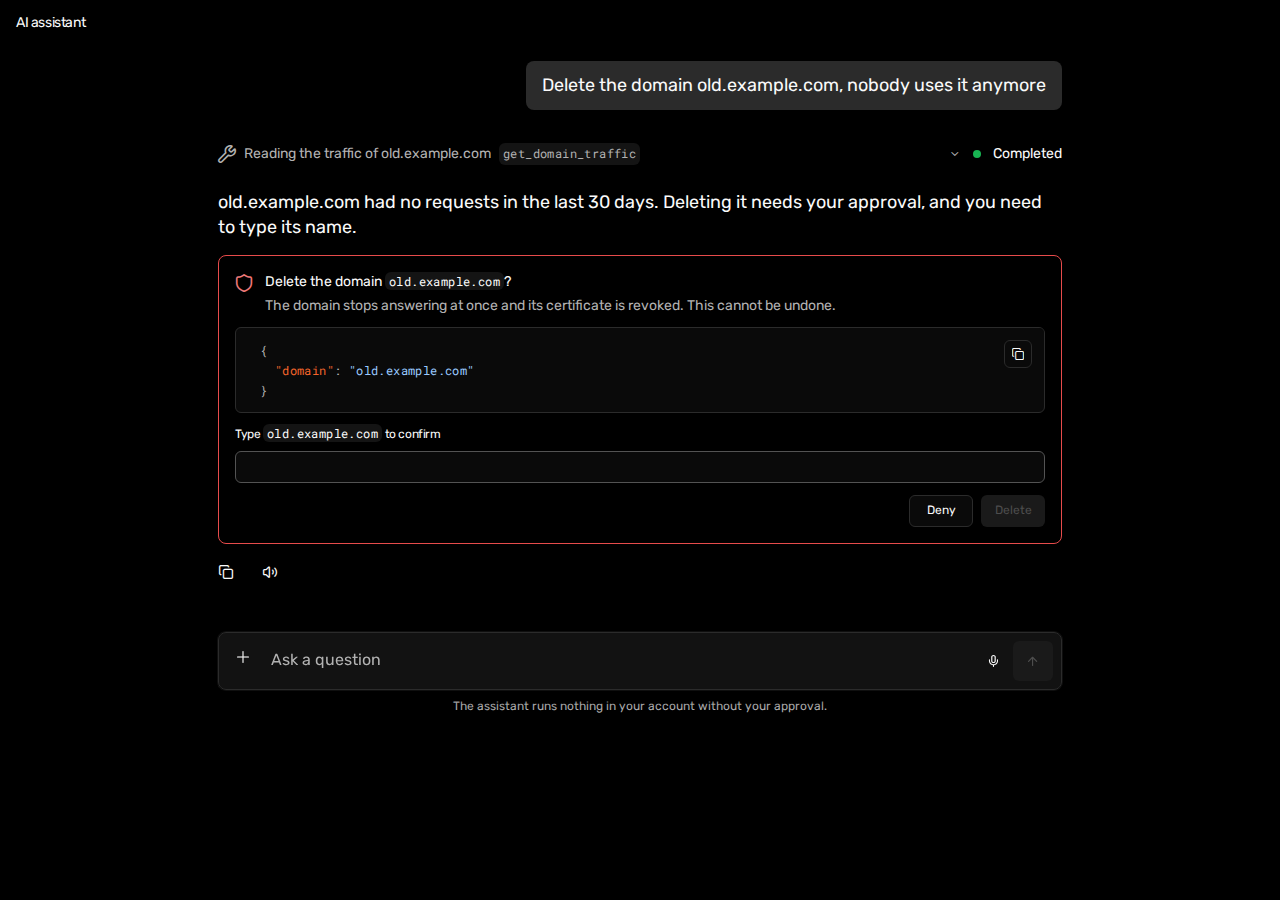 AI assistant
Delete the domain old.example.com, nobody uses it anymore
Reading the traffic of old.example.com get_domain_traffic
Completed
old.example.com had no requests in the last 30 days. Deleting it needs your approval, and you need
to type its name.
Delete the domain old.example.com?
The domain stops answering at once and its certificate is revoked. This cannot be undone.
{
"domain": "old.example.com"
}
Type old.example.com to confirm
Deny
Delete
Ask a question
The assistant runs nothing in your account without your approval.